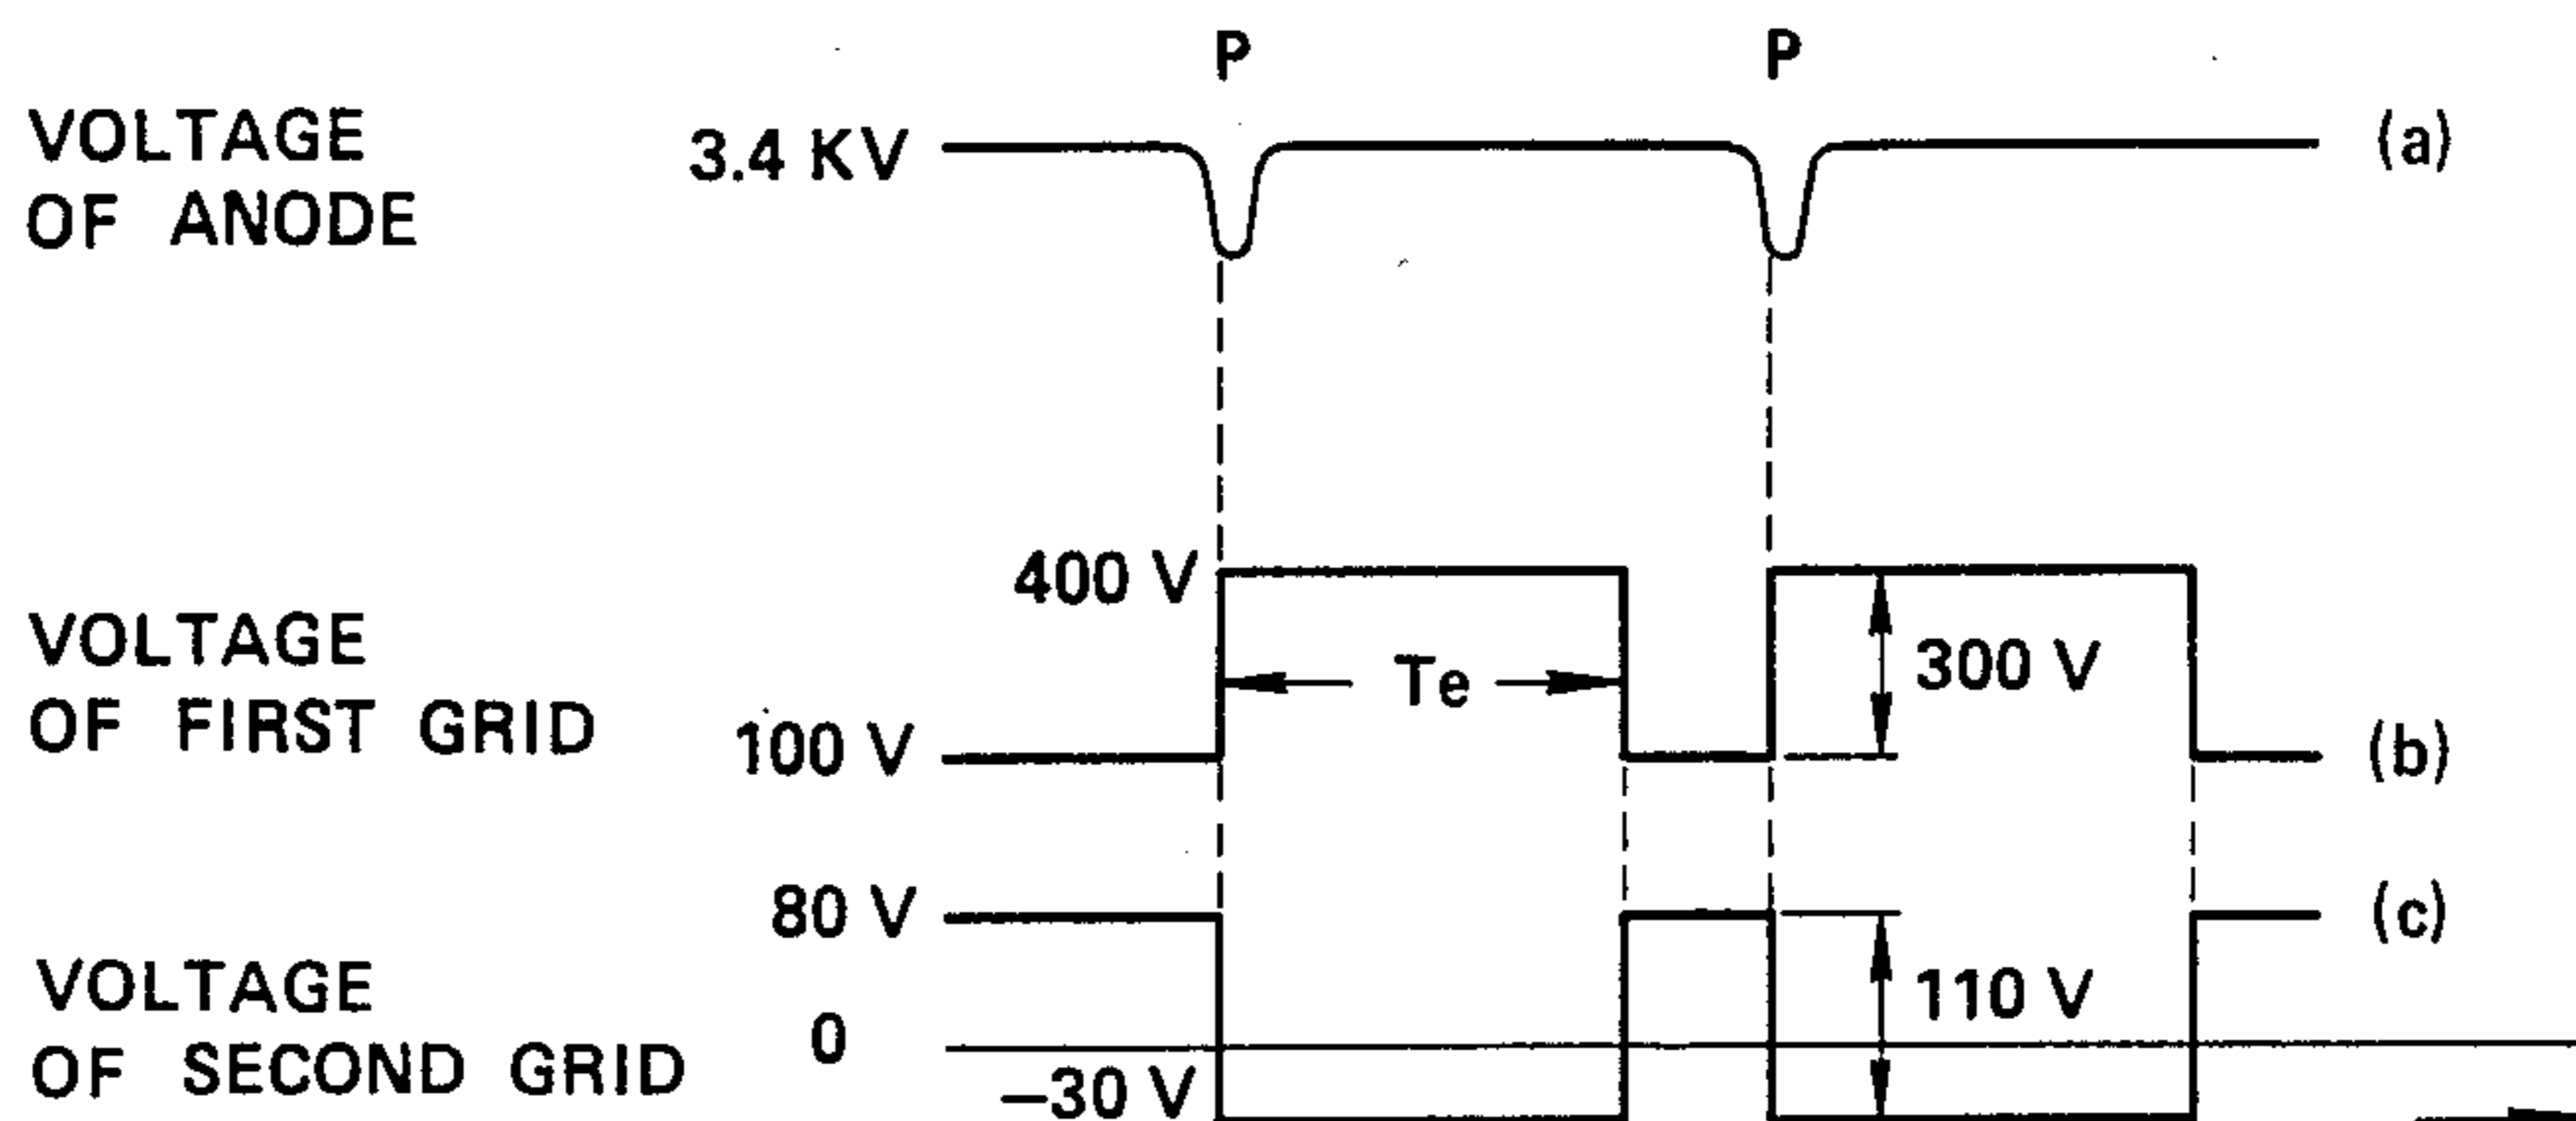 P P
VOLTAGE
OF ANODE
3.4 KV
(a)
400 V
VOLTAGE
OF FIRST GRID
Te
300 V
100 V
(b)
80 V
(c)
VOLTAGE
OF SECOND GRID
110 V
0
−30 V